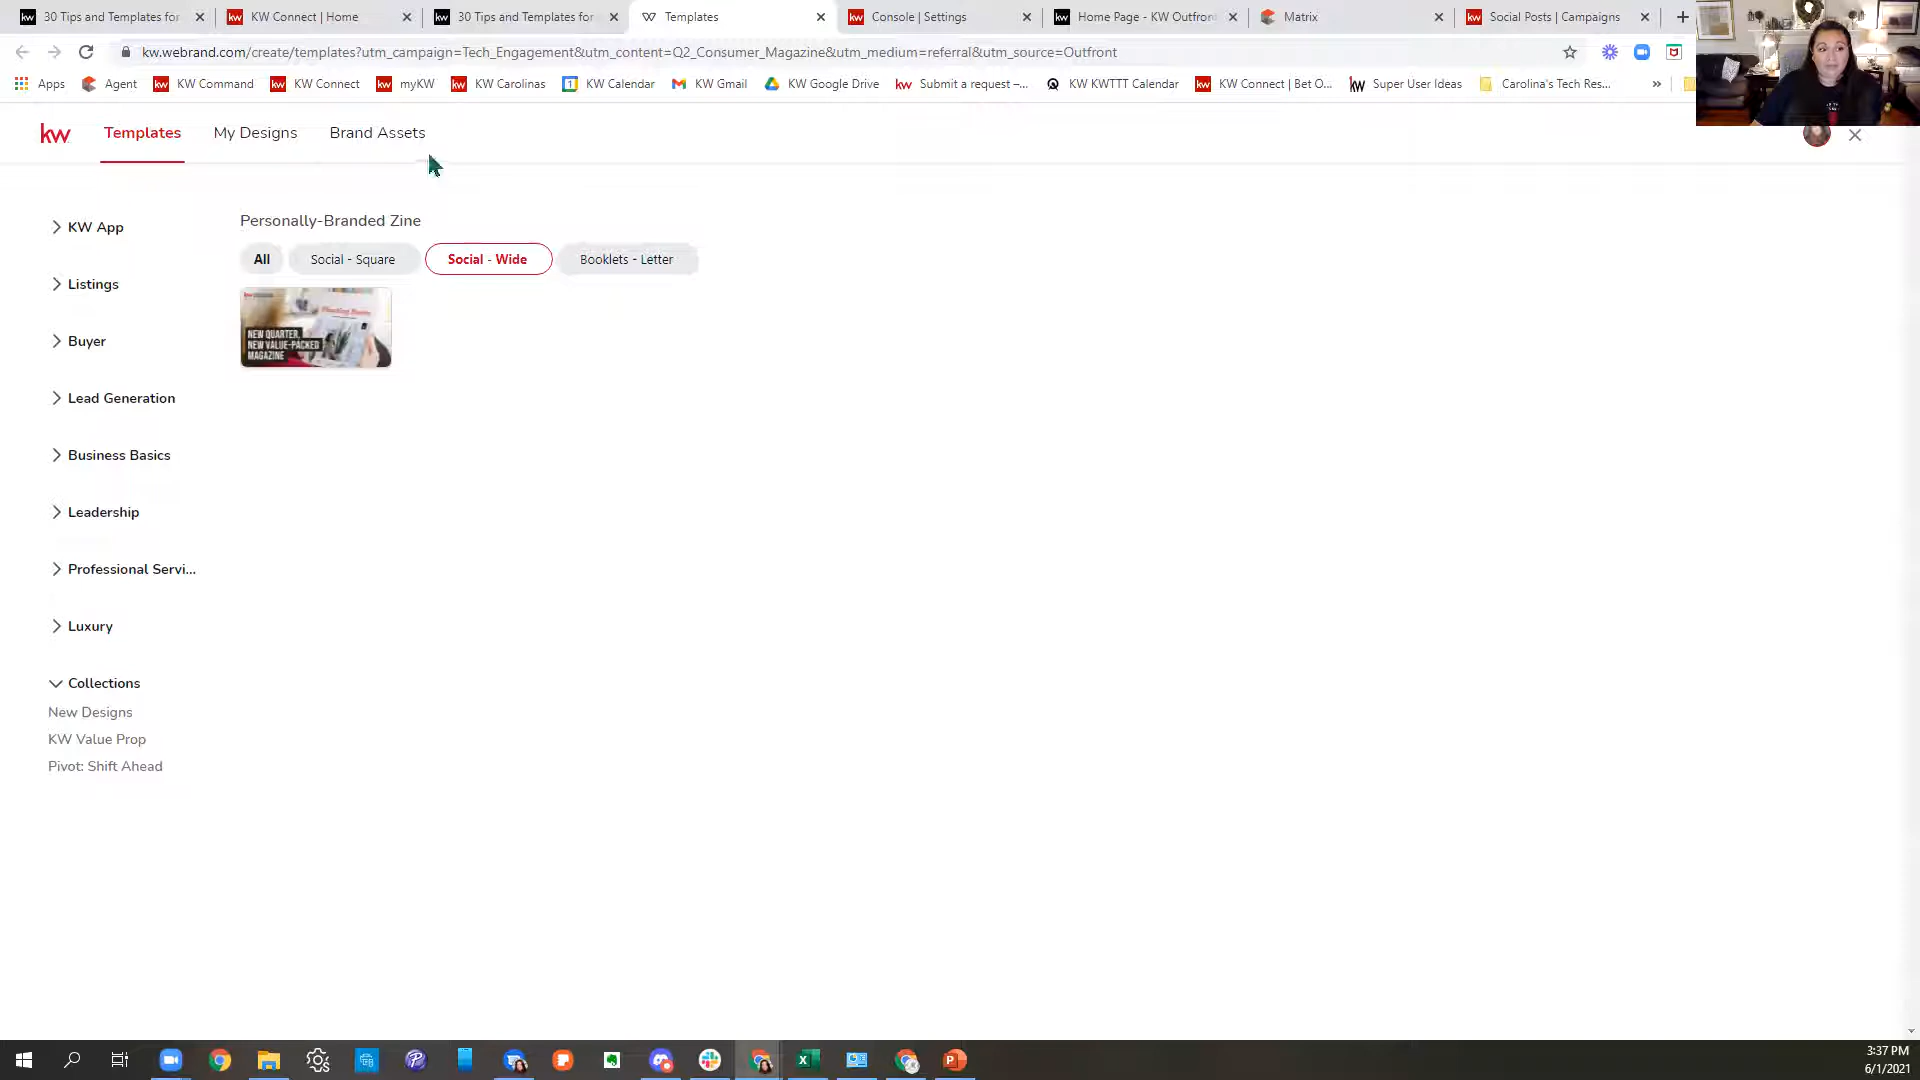 30 Tips and Templates for
KW Connect | Home
30 Tips and Templates for
Templates
Console | Settings
Home Page - KW Outfron
Matrix
Social Posts | Campaigns
kw.webrand.com/create/templates?utm_campaign=Tech_Engagement&utm_content=Q2_Consumer_Magazine&utm_medium=referral&utm_source=Outfront
Apps
Agent
KW Command
KW Connect
myKW
KW Carolinas
KW Calendar
KW Gmail
KW Google Drive
Submit a request –...
KW KWTTT Calendar
KW Connect | Bet O...
Super User Ideas
Carolina's Tech Res...
kw
Templates
My Designs
Brand Assets
KW App
Listings
Buyer
Lead Generation
Business Basics
Leadership
Professional Servi...
Luxury
Collections
New Designs
KW Value Prop
Pivot: Shift Ahead
Personally-Branded Zine
All
Social - Square
Social - Wide
Booklets - Letter
NEW QUARTER,
NEW VALUE-PACKED
MAGAZINE
3:37 PM
6/1/2021